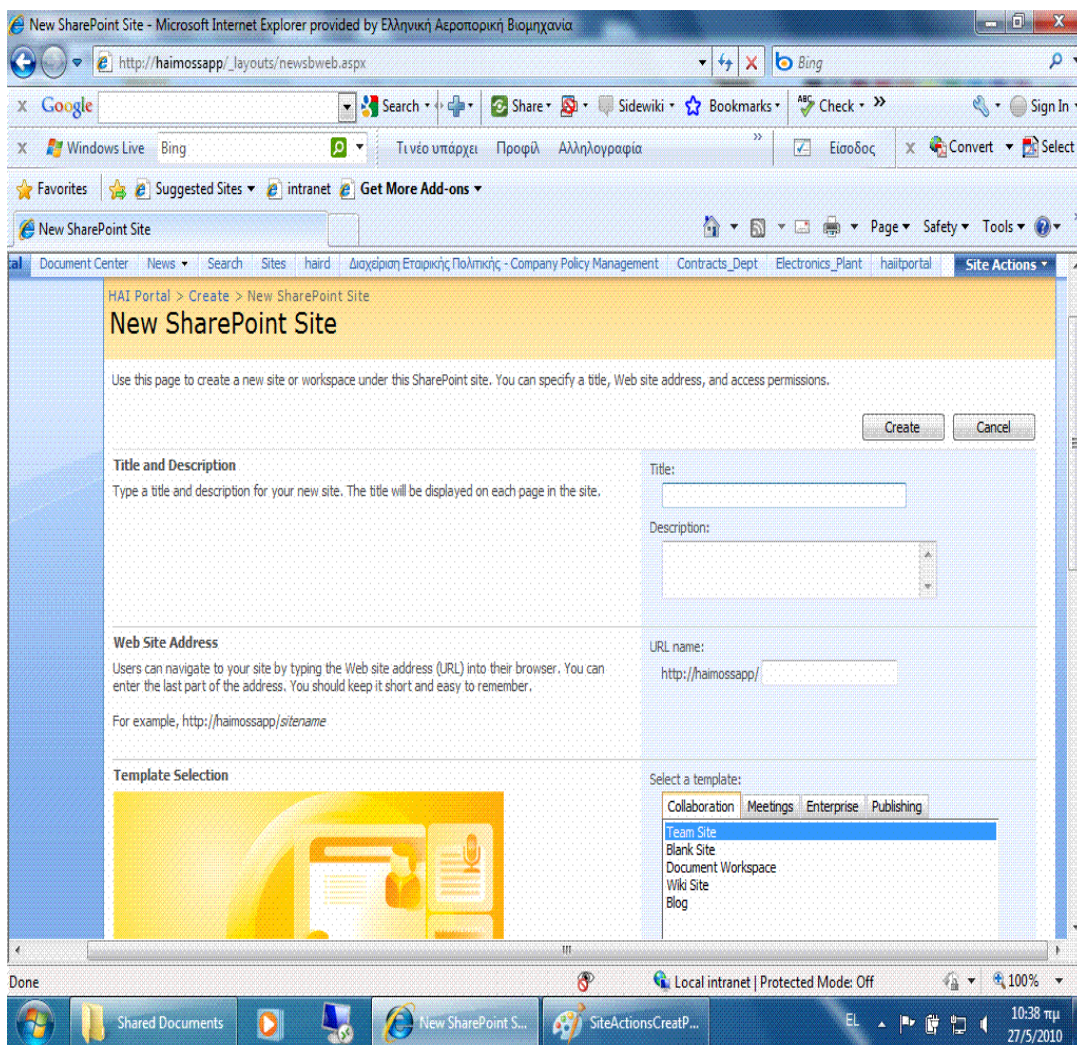 New SharePoint Site - Microsoft Internet Explorer provided by Ελληνική Αεροπορική Βιομηχανία
http://haimossapp/_layouts/newsbweb.aspx Bing
x Google Search Share Sidewiki Bookmarks ABC Check » Sign In
x Windows Live Bing Τι νέο υπάρχει Προφίλ Αλληλογραφία » Είσοδος x Convert Select
Favorites Suggested Sites intranet Get More Add-ons
New SharePoint Site Page Safety Tools
Document Center News Search Sites haird Διαχείριση Εταιρικής Πολιτικής - Company Policy Management Contracts_Dept Electronics_Plant haiitportal Site Actions
HAI Portal > Create > New SharePoint Site
New SharePoint Site
Use this page to create a new site or workspace under this SharePoint site. You can specify a title, Web site address, and access permissions.
Create Cancel
Title and Description
Type a title and description for your new site. The title will be displayed on each page in the site.
Title:
Description:
Web Site Address
Users can navigate to your site by typing the Web site address (URL) into their browser. You can
enter the last part of the address. You should keep it short and easy to remember.
For example, http://haimossapp/sitename
URL name:
http://haimossapp/
Template Selection
Select a template:
Collaboration Meetings Enterprise Publishing
Team Site
Blank Site
Document Workspace
Wiki Site
Blog
Done Local intranet | Protected Mode: Off 100%
Shared Documents New SharePoint S... SiteActionsCreatP... EL 10:38 πμ
27/5/2010